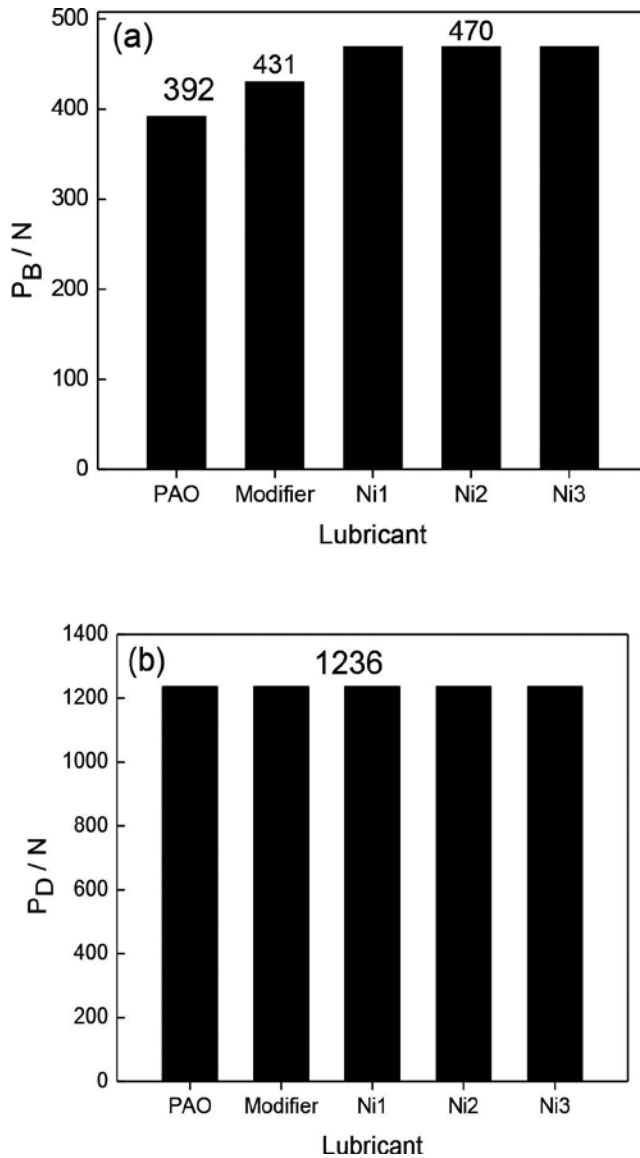 (a)
500
400
300
200
100
0
P_B / N
392
431
470
PAO Modifier Ni1 Ni2 Ni3
Lubricant
(b)
1400
1200
1000
800
600
400
200
0
P_D / N
1236
PAO Modifier Ni1 Ni2 Ni3
Lubricant